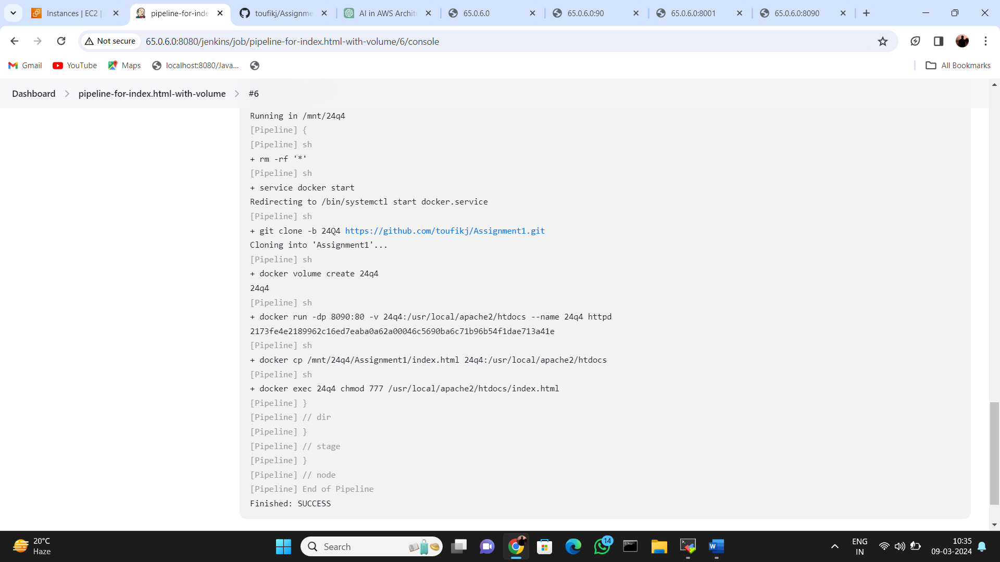 Instances | EC2 |
pipeline-for-inde
toufikj/Assignme
AI in AWS Archite
65.0.6.0
65.0.6.0:90
65.0.6.0:8001
65.0.6.0:8090
Not secure
65.0.6.0:8080/jenkins/job/pipeline-for-index.html-with-volume/6/console
Gmail
YouTube
Maps
localhost:8080/Java...
All Bookmarks
Dashboard
pipeline-for-index.html-with-volume
#6
Running in /mnt/24q4
[Pipeline] {
[Pipeline] sh
+ rm -rf '*'
[Pipeline] sh
+ service docker start
Redirecting to /bin/systemctl start docker.service
[Pipeline] sh
+ git clone -b 24Q4 https://github.com/toufikj/Assignment1.git
Cloning into 'Assignment1'...
[Pipeline] sh
+ docker volume create 24q4
24q4
[Pipeline] sh
+ docker run -dp 8090:80 -v 24q4:/usr/local/apache2/htdocs --name 24q4 httpd
2173fe4e2189962c16ed7eaba0a62a00046c5690ba6c71b96b54f1dae713a41e
[Pipeline] sh
+ docker cp /mnt/24q4/Assignment1/index.html 24q4:/usr/local/apache2/htdocs
[Pipeline] sh
+ docker exec 24q4 chmod 777 /usr/local/apache2/htdocs/index.html
[Pipeline] }
[Pipeline] // dir
[Pipeline] }
[Pipeline] // stage
[Pipeline] }
[Pipeline] // node
[Pipeline] End of Pipeline
Finished: SUCCESS
20°C
Haze
Search
14
ENG
IN
10:35
09-03-2024